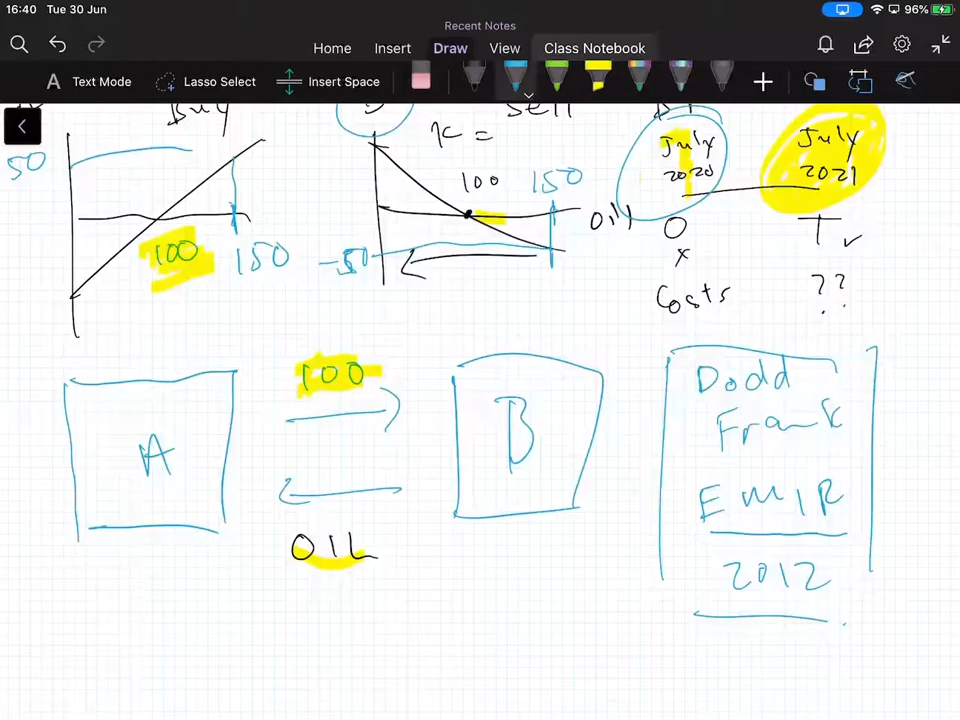 16:40 Tue 30 Jun
96%
Recent Notes
Home Insert Draw View Class Notebook
Text Mode Lasso Select Insert Space
Buy
Sell
K =
50
100
150
100
150
-50
Oil
July
2020
July
2021
0
T
x
Costs
??
A
100
OIL
B
Dodd
Frank
EMIR
2012